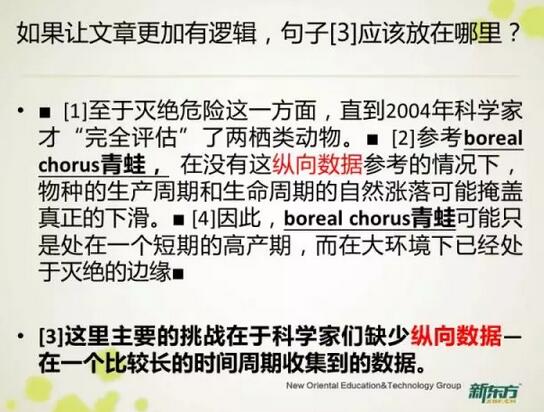 如果让文章更加有逻辑，句子[3]应该放在哪里？
• ■ [1]至于灭绝危险这一方面，直到2004年科学家
才“完全评估”了两栖类动物。■ [2]参考boreal
chorus青蛙， 在没有这纵向数据参考的情况下，
物种的生产周期和生命周期的自然涨落可能掩盖
真正的下滑。■ [4]因此，boreal chorus青蛙可能只
是处在一个短期的高产期，而在大环境下已经处
于灭绝的边缘■
• [3]这里主要的挑战在于科学家们缺少纵向数据—
在一个比较长的时间周期收集到的数据。
New Oriental Education&Technology Group 新东方
XDF.CN